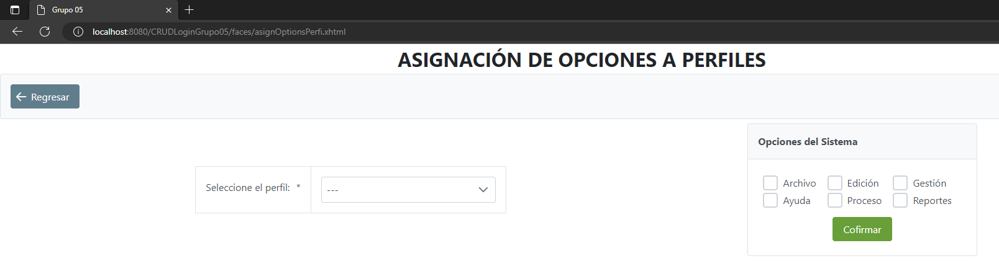 Grupo 05
localhost:8080/CRUDLoginGrupo05/faces/asignOptionsPerfi.xhtml
ASIGNACIÓN DE OPCIONES A PERFILES
Regresar
Opciones del Sistema
Seleccione el perfil: *
---
Archivo Edición Gestión
Ayuda Proceso Reportes
Cofirmar